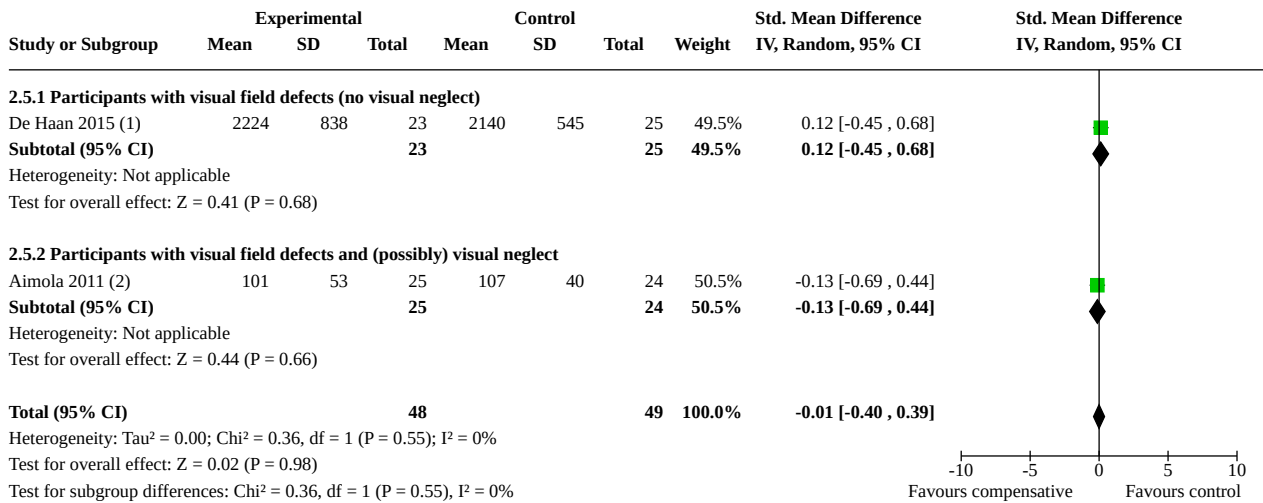 Experimental Control Std. Mean Difference Std. Mean Difference
Study or Subgroup Mean SD Total Mean SD Total Weight IV, Random, 95% CI IV, Random, 95% CI
2.5.1 Participants with visual field defects (no visual neglect)
De Haan 2015 (1) 2224 838 23 2140 545 25 49.5% 0.12 [-0.45 , 0.68]
Subtotal (95% CI) 23 25 49.5% 0.12 [-0.45 , 0.68]
Heterogeneity: Not applicable
Test for overall effect: Z = 0.41 (P = 0.68)
2.5.2 Participants with visual field defects and (possibly) visual neglect
Aimola 2011 (2) 101 53 25 107 40 24 50.5% -0.13 [-0.69 , 0.44]
Subtotal (95% CI) 25 24 50.5% -0.13 [-0.69 , 0.44]
Heterogeneity: Not applicable
Test for overall effect: Z = 0.44 (P = 0.66)
Total (95% CI) 48 49 100.0% -0.01 [-0.40 , 0.39]
Heterogeneity: Tau² = 0.00; Chi² = 0.36, df = 1 (P = 0.55); I² = 0%
Test for overall effect: Z = 0.02 (P = 0.98)
-10 -5 0 5 10
Test for subgroup differences: Chi² = 0.36, df = 1 (P = 0.55), I² = 0% Favours compensative Favours control